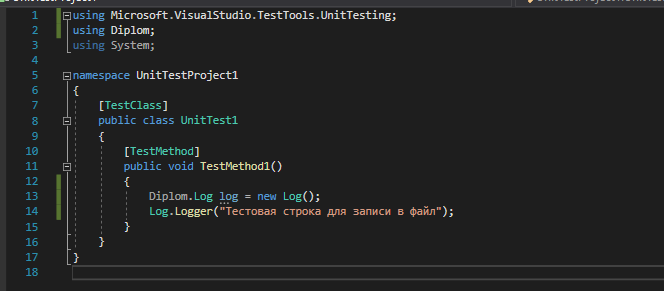 1 using Microsoft.VisualStudio.TestTools.UnitTesting;
2 using Diplom;
3 using System;
4
5 namespace UnitTestProject1
6 {
7 [TestClass]
8 public class UnitTest1
9 {
10 [TestMethod]
11 public void TestMethod1()
12 {
13 Diplom.Log log = new Log();
14 Log.Logger("Тестовая строка для записи в файл");
15 }
16 }
17 }
18